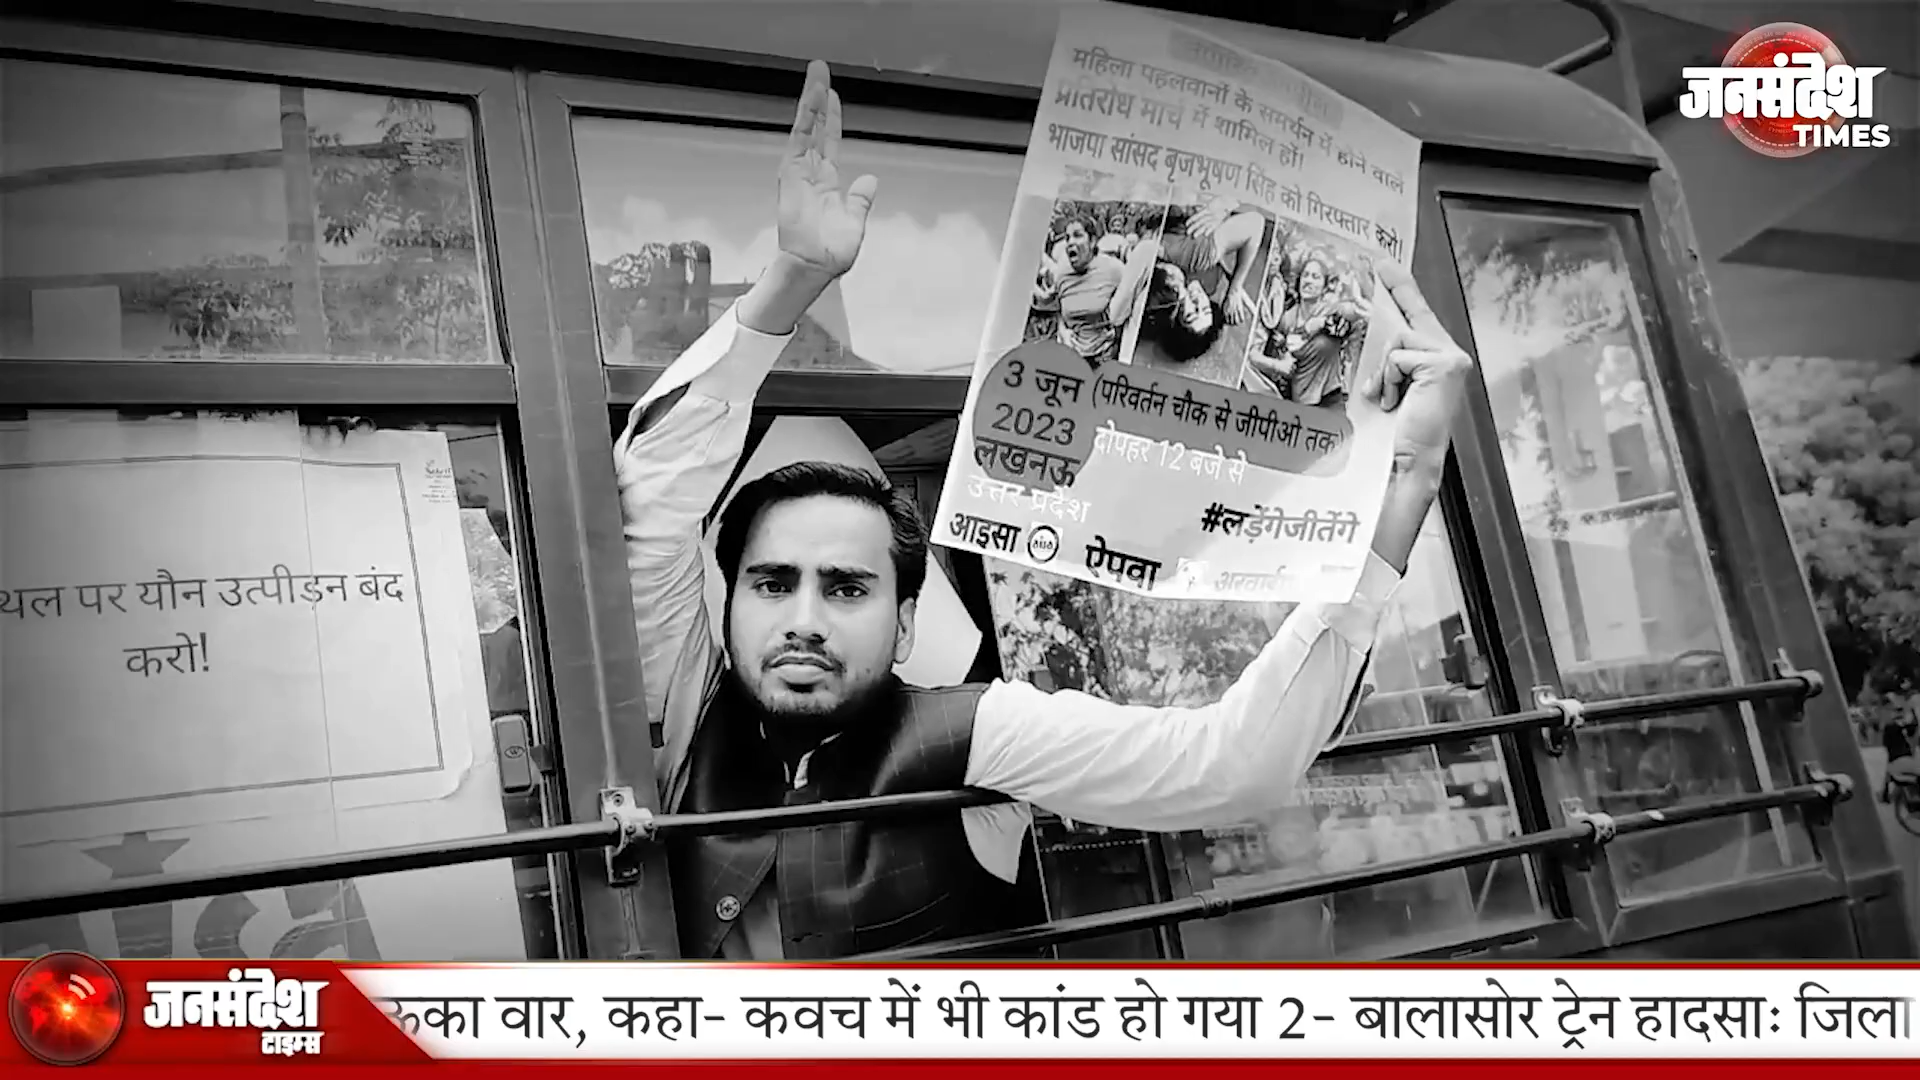 जनसंदेश
TIMES
महिला पहलवानों के समर्थन में होने वाले
प्रतिरोध मार्च में शामिल हों!
भाजपा सांसद बृजभूषण सिंह को गिरफ्तार करो!
3 जून
2023
लखनऊ
उत्तर प्रदेश
(परिवर्तन चौक से जीपीओ तक)
दोपहर 12 बजे से
#लड़ेंगेजीतेंगे
आइसा
ऐपवा
थल पर यौन उत्पीड़न बंद
करो!
जनसंदेश
टाइम्स
का वार, कहा- कवच में भी कांड हो गया 2- बालासोर ट्रेन हादसाः जिला